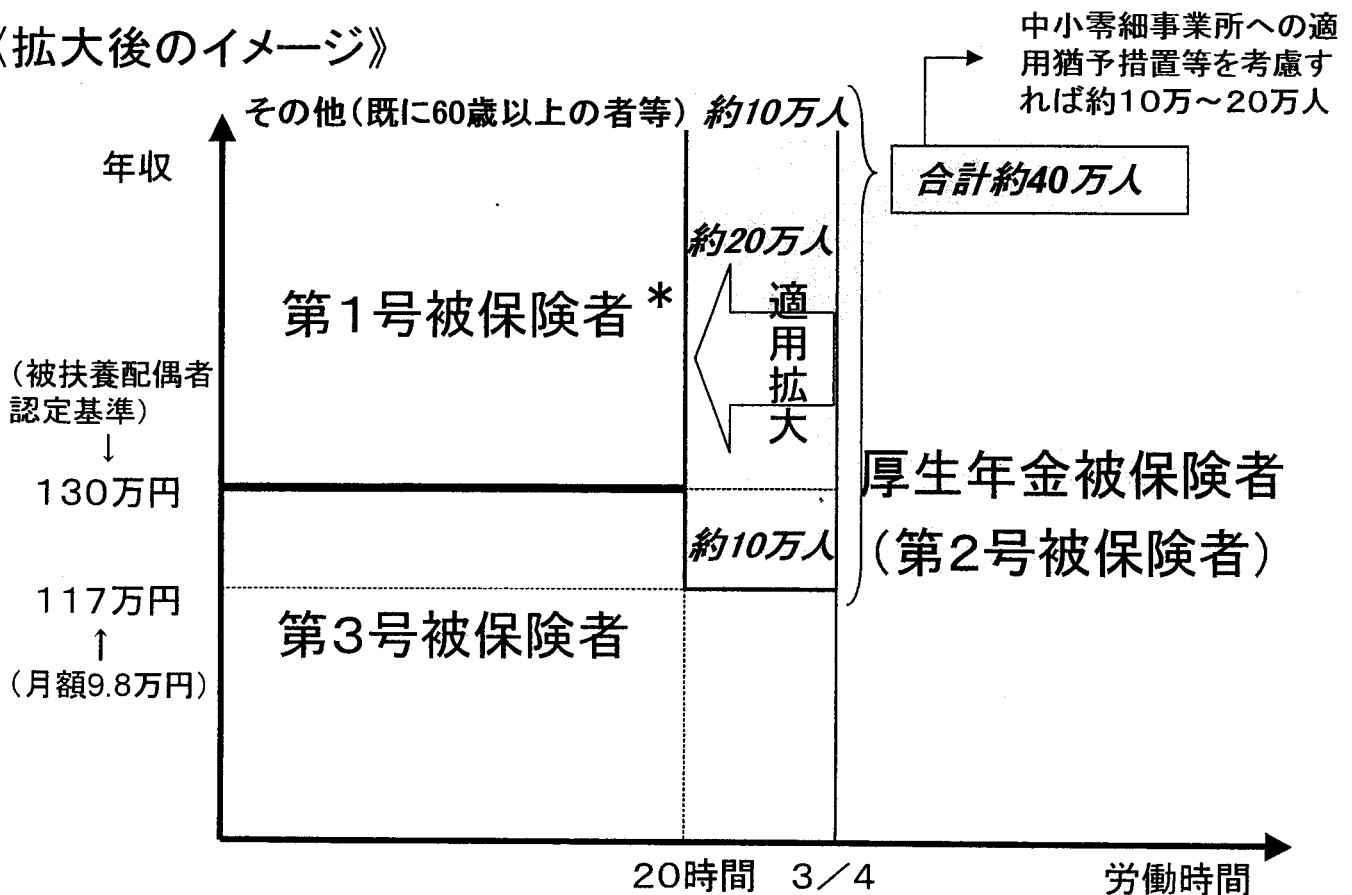 《拡大後のイメージ》
中小零細事業所への適
用猶予措置等を考慮す
れば約10万～20万人
その他(既に60歳以上の者等) 約10万人
年収
合計約40万人
約20万人
第1号被保険者*
適用拡大
(被扶養配偶者
認定基準)
↓
130万円
厚生年金被保険者
(第2号被保険者)
約10万人
117万円
↑
(月額9.8万円)
第3号被保険者
20時間 3/4 労働時間